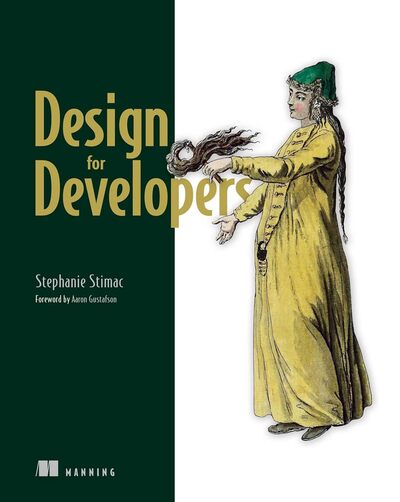 Design
for
Developers
Stephanie Stimac
Foreword by Aaron Gustafson
MANNING